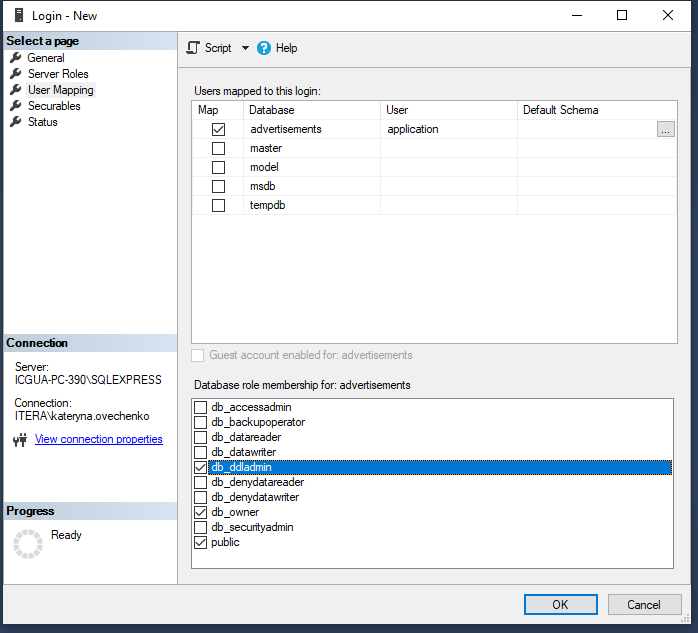 Login - New
Select a page
General
Server Roles
User Mapping
Securables
Status
Connection
Server:
ICGUA-PC-390\SQLEXPRESS
Connection:
ITERA\kateryna.ovechenko
View connection properties
Progress
Ready
Script Help
Users mapped to this login:
Map Database User Default Schema
advertisements application ...
master
model
msdb
tempdb
Guest account enabled for: advertisements
Database role membership for: advertisements
db_accessadmin
db_backupoperator
db_datareader
db_datawriter
db_ddladmin
db_denydatareader
db_denydatawriter
db_owner
db_securityadmin
public
OK Cancel